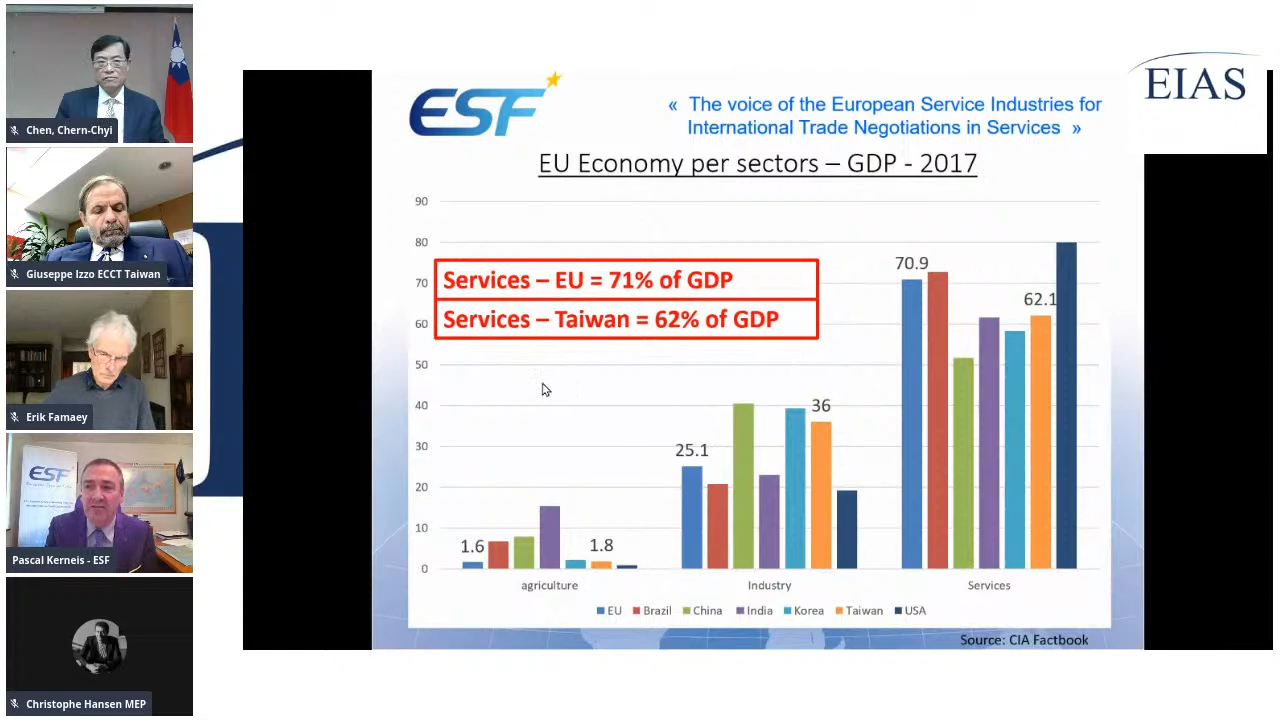 Chen, Chern-Chyi
Giuseppe Izzo ECCT Taiwan
Erik Famaey
ESF
Pascal Kerneis - ESF
Christophe Hansen MEP
EIAS
ESF
« The voice of the European Service Industries for
International Trade Negotiations in Services »
EU Economy per sectors – GDP - 2017
Services – EU = 71% of GDP
Services – Taiwan = 62% of GDP
90
80
70
60
50
40
30
20
10
0
1.6
1.8
25.1
36
70.9
62.1
agriculture
Industry
Services
EU
Brazil
China
India
Korea
Taiwan
USA
Source: CIA Factbook